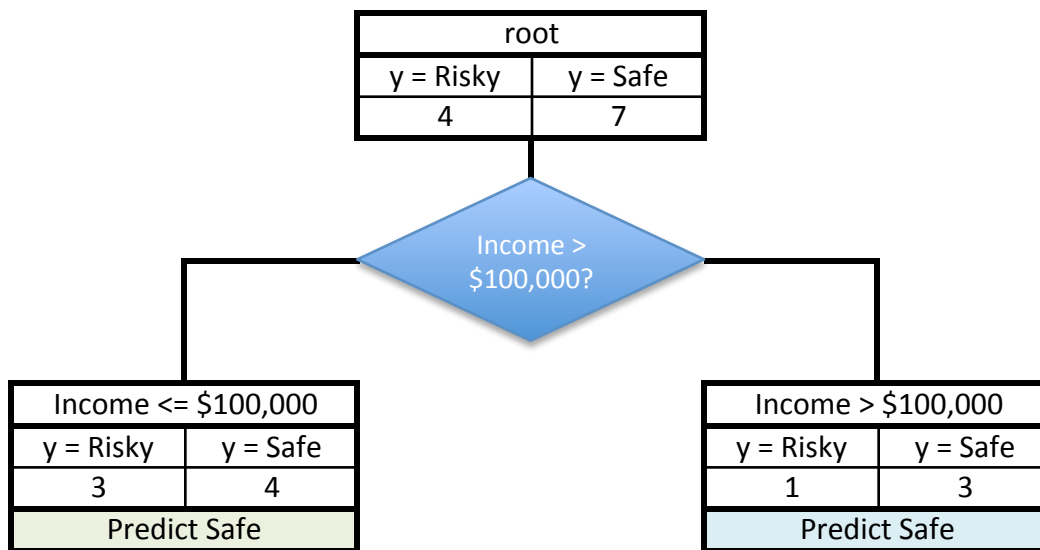 root
y = Risky y = Safe
4 7
Income >
$100,000?
Income <= $100,000
y = Risky y = Safe
3 4
Predict Safe
Income > $100,000
y = Risky y = Safe
1 3
Predict Safe